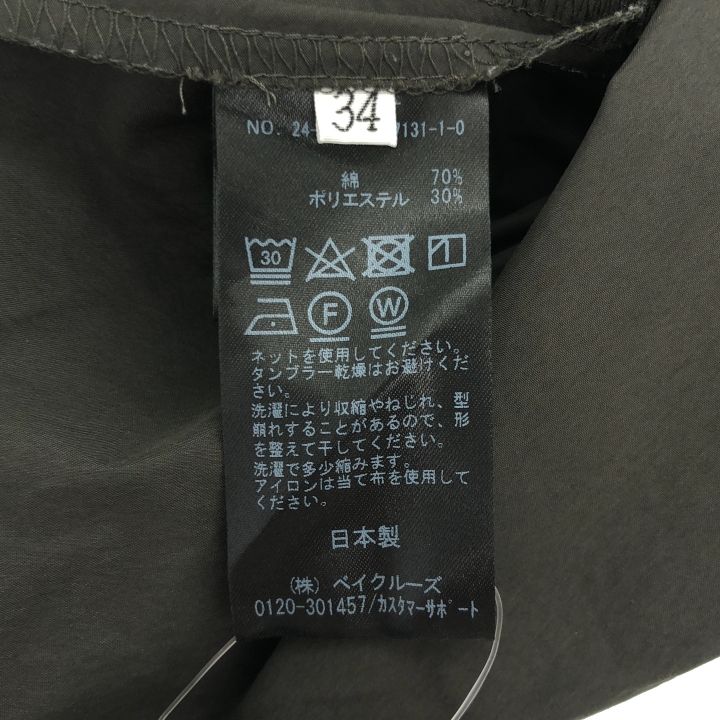 34
NO. 24- 7131-1-0
綿 70%
ポリエステル 30%
30
F
W
ネットを使用してください。
タンブラー乾燥はお避けくだ
さい。
洗濯により収縮やねじれ、型
崩れすることがあるので、形
を整えて干してください。
洗濯で多少縮みます。
アイロンは当て布を使用して
ください。
日本製
(株) ベイクルーズ
0120-301457/カスタマーサポート